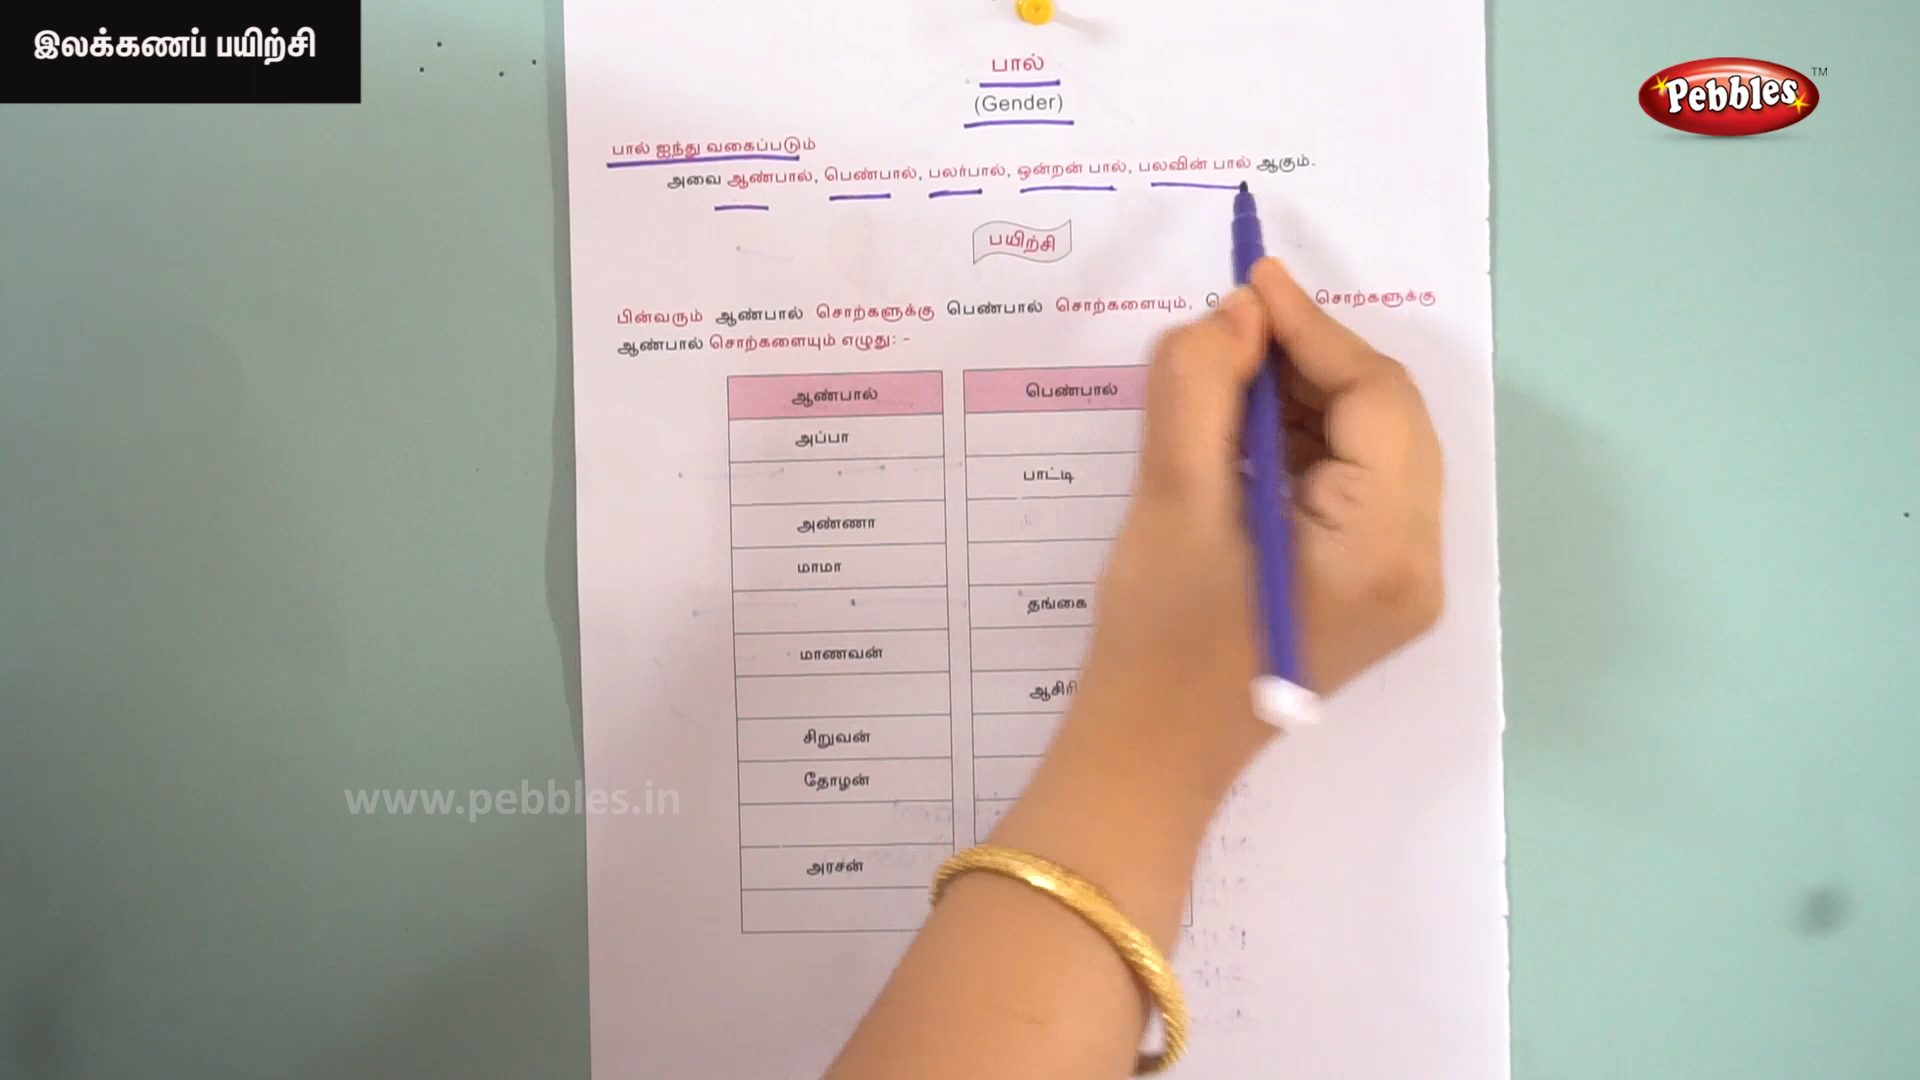 இலக்கணப் பயிற்சி
Pebbles TM
பால்
(Gender)
பால் ஐந்து வகைப்படும்
அவை ஆண்பால், பெண்பால், பலர்பால், ஒன்றன் பால், பலவின் பால் ஆகும்.
பயிற்சி
பின்வரும் ஆண்பால் சொற்களுக்கு பெண்பால் சொற்களையும், சொற்களுக்கு
ஆண்பால் சொற்களையும் எழுது: -
ஆண்பால் பெண்பால்
அப்பா
பாட்டி
அண்ணா
மாமா
தங்கை
மாணவன்
சிறுவன்
தோழன்
அரசன்
www.pebbles.in